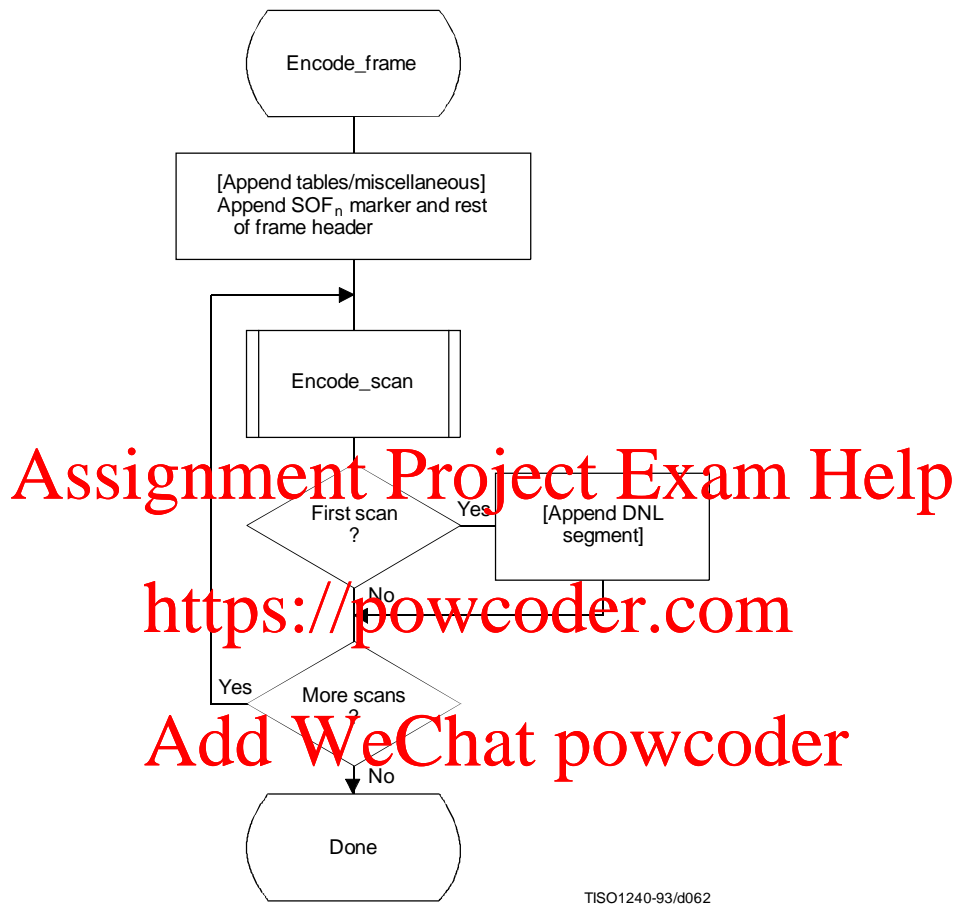 Encode_frame
[Append tables/miscellaneous]
Append SOFn marker and rest
of frame header
Encode_scan
Assignment Project Exam Help
First scan
?
Yes
[Append DNL
segment]
No
https://powcoder.com
Yes
More scans
?
Add WeChat powcoder
No
Done
TISO1240-93/d062